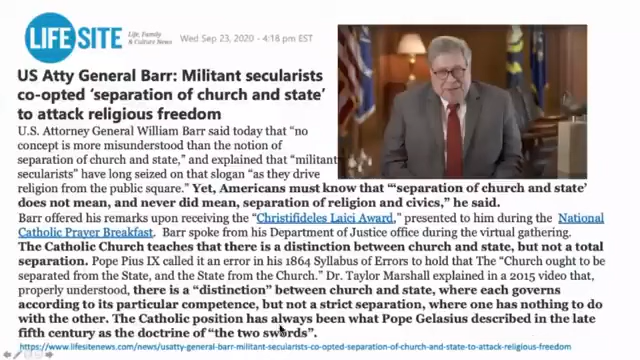 LIFE SITE Life, Family & Culture News Wed Sep 23, 2020 - 4:18 pm EST
US Atty General Barr: Militant secularists
co-opted ‘separation of church and state’
to attack religious freedom
U.S. Attorney General William Barr said today that “no
concept is more misunderstood than the notion of
separation of church and state,” and explained that “militant
secularists” have long seized on that slogan “as they drive
religion from the public square.” Yet, Americans must know that “‘separation of church and state’
does not mean, and never did mean, separation of religion and civics,” he said.
Barr offered his remarks upon receiving the “Christifideles Laici Award,” presented to him during the National
Catholic Prayer Breakfast. Barr spoke from his Department of Justice office during the virtual gathering.
The Catholic Church teaches that there is a distinction between church and state, but not a total
separation. Pope Pius IX called it an error in his 1864 Syllabus of Errors to hold that The “Church ought to be
separated from the State, and the State from the Church.” Dr. Taylor Marshall explained in a 2015 video that,
properly understood, there is a “distinction” between church and state, where each governs
according to its particular competence, but not a strict separation, where one has nothing to do
with the other. The Catholic position has always been what Pope Gelasius described in the late
fifth century as the doctrine of “the two swords”.
https://www.lifesitenews.com/news/usatty-general-barr-militant-secularists-co-opted-separation-of-church-and-state-to-attack-religious-freedom